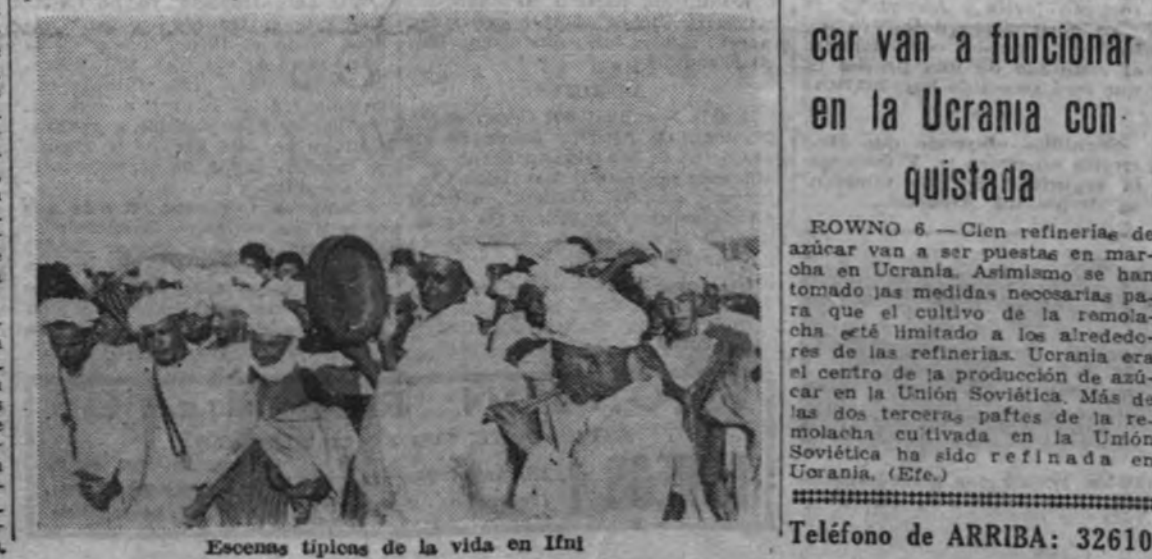 Escenas típicas de la vida en Ifni
car van a funcionar
en la Ucrania con-
quistada
ROWNO 6.—Cien refinerías de
azúcar van a ser puestas en mar-
cha en Ucrania. Asimismo se han
tomado las medidas necesarias pa-
ra que el cultivo de la remola-
cha esté limitado a los alrededo-
res de las refinerias. Ucrania era
el centro de la producción de azú-
car en la Unión Soviética. Más de
las dos terceras paftes de la re-
molacha cultivada en la Unión
Soviética ha sido refinada en
Ucrania. (Efe.)
Teléfono de ARRIBA: 32610